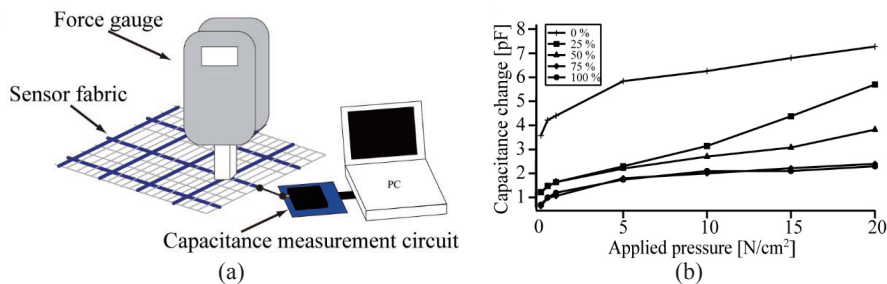 Force gauge
Sensor fabric
PC
Capacitance measurement circuit
(a)
Capacitance change [pF]
8
7
6
5
4
3
2
1
0 %
25 %
50 %
75 %
100 %
0
5
10
15
20
Applied pressure [N/cm²]
(b)